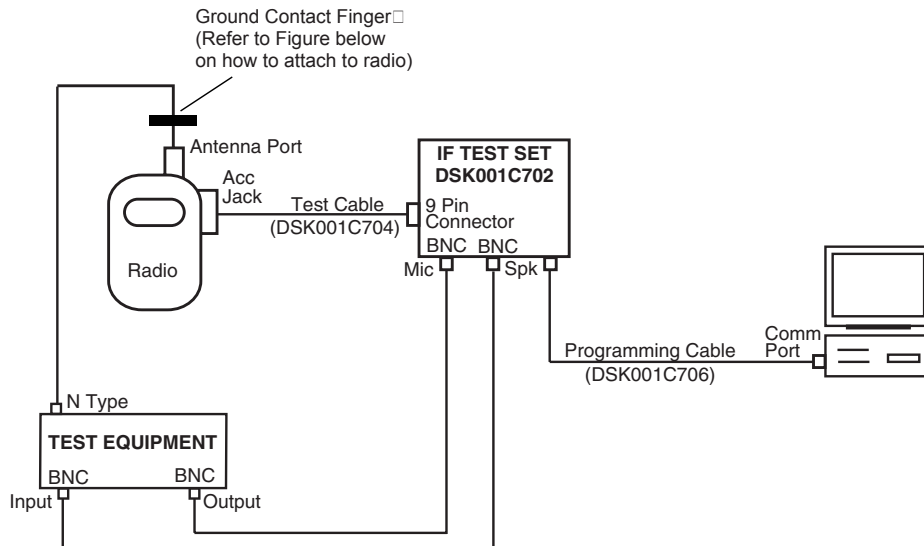 Ground Contact Finger□
(Refer to Figure below
on how to attach to radio)
Antenna Port
Acc
Jack
Radio
Test Cable
(DSK001C704)
IF TEST SET
DSK001C702
9 Pin
Connector
BNC BNC
Mic
Spk
Programming Cable
(DSK001C706)
Comm
Port
N Type
TEST EQUIPMENT
BNC BNC
Input
Output